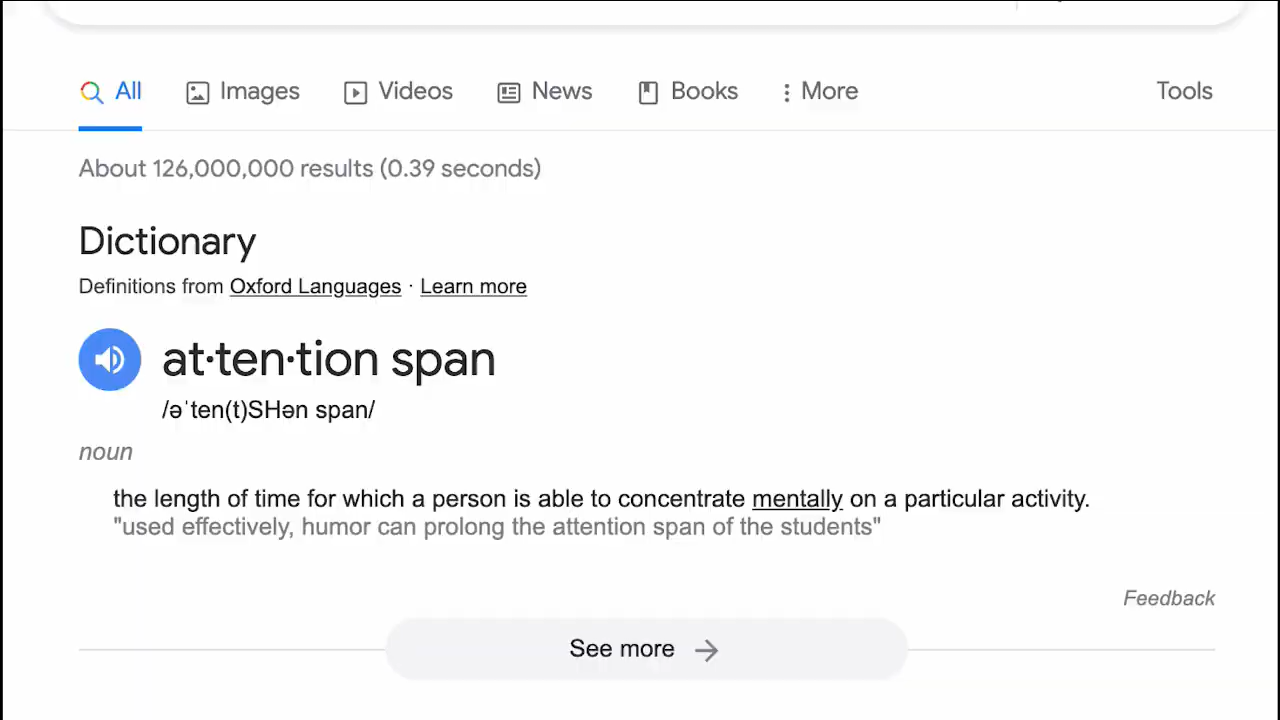 All Images Videos News Books More Tools
About 126,000,000 results (0.39 seconds)
Dictionary
Definitions from Oxford Languages · Learn more
at·ten·tion span
/əˈten(t)SHən span/
noun
the length of time for which a person is able to concentrate mentally on a particular activity.
"used effectively, humor can prolong the attention span of the students"
Feedback
See more →